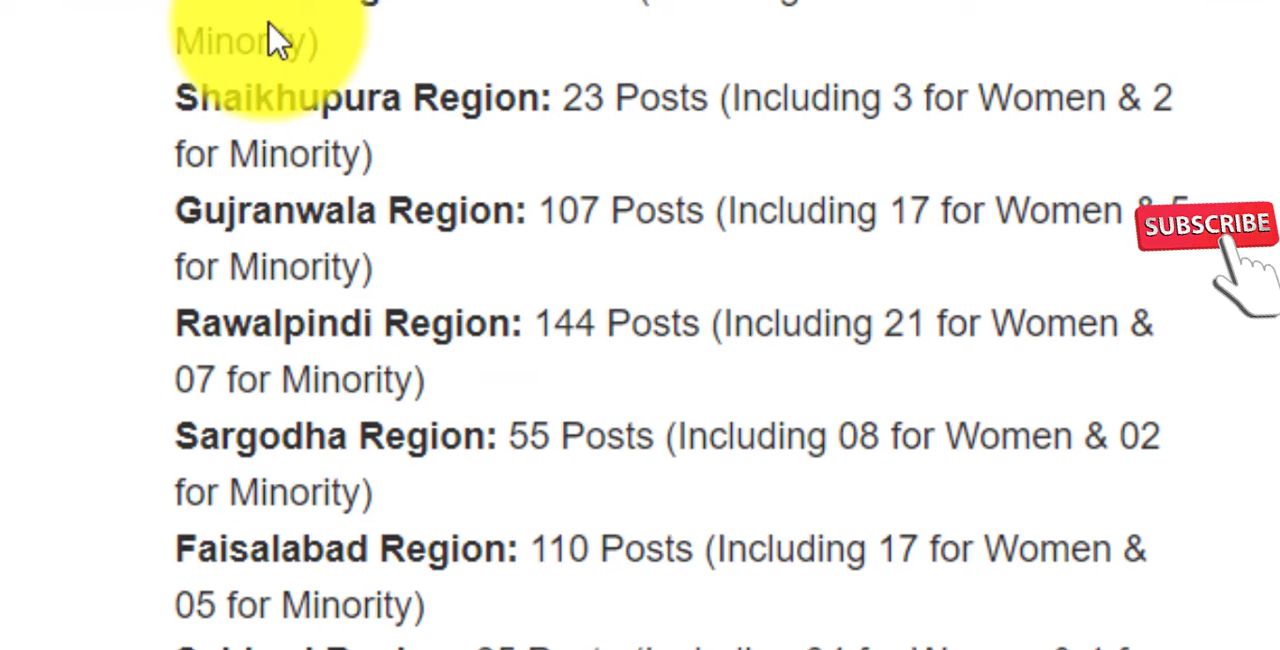 Minority)
Shaikhupura Region: 23 Posts (Including 3 for Women & 2
for Minority)
Gujranwala Region: 107 Posts (Including 17 for Women & 5
SUBSCRIBE
for Minority)
Rawalpindi Region: 144 Posts (Including 21 for Women &
07 for Minority)
Sargodha Region: 55 Posts (Including 08 for Women & 02
for Minority)
Faisalabad Region: 110 Posts (Including 17 for Women &
05 for Minority)